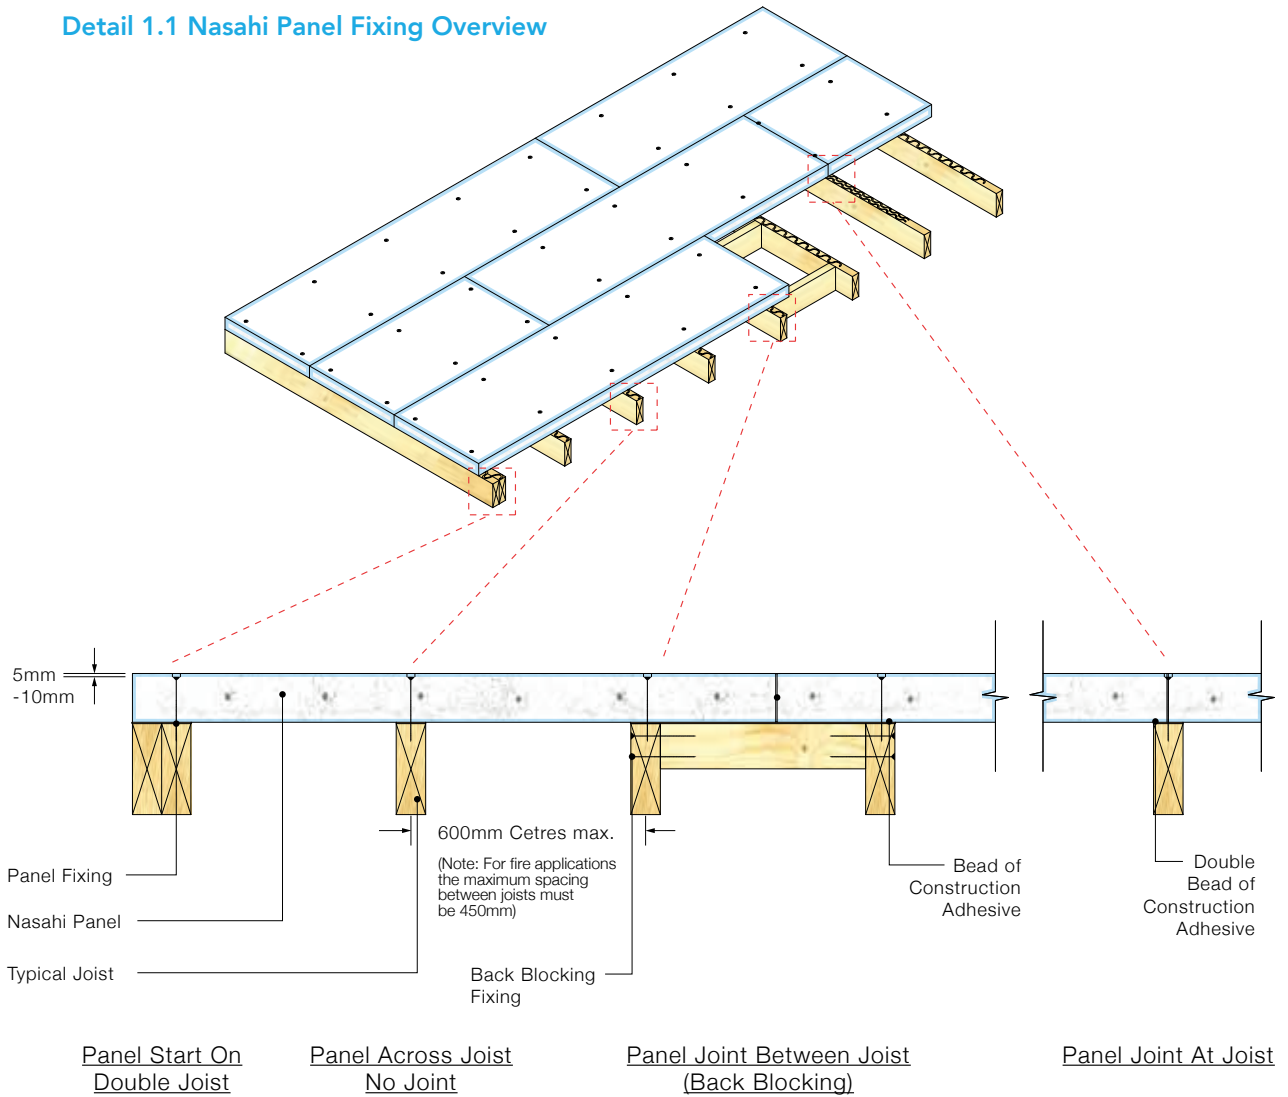 Detail 1.1 Nasahi Panel Fixing Overview
5mm
-10mm
600mm Cetres max.
(Note: For fire applications
the maximum spacing
between joists must
be 450mm)
Panel Fixing
Nasahi Panel
Typical Joist
Back Blocking
Fixing
Bead of
Construction
Adhesive
Double
Bead of
Construction
Adhesive
Panel Start On
Double Joist
Panel Across Joist
No Joint
Panel Joint Between Joist
(Back Blocking)
Panel Joint At Joist